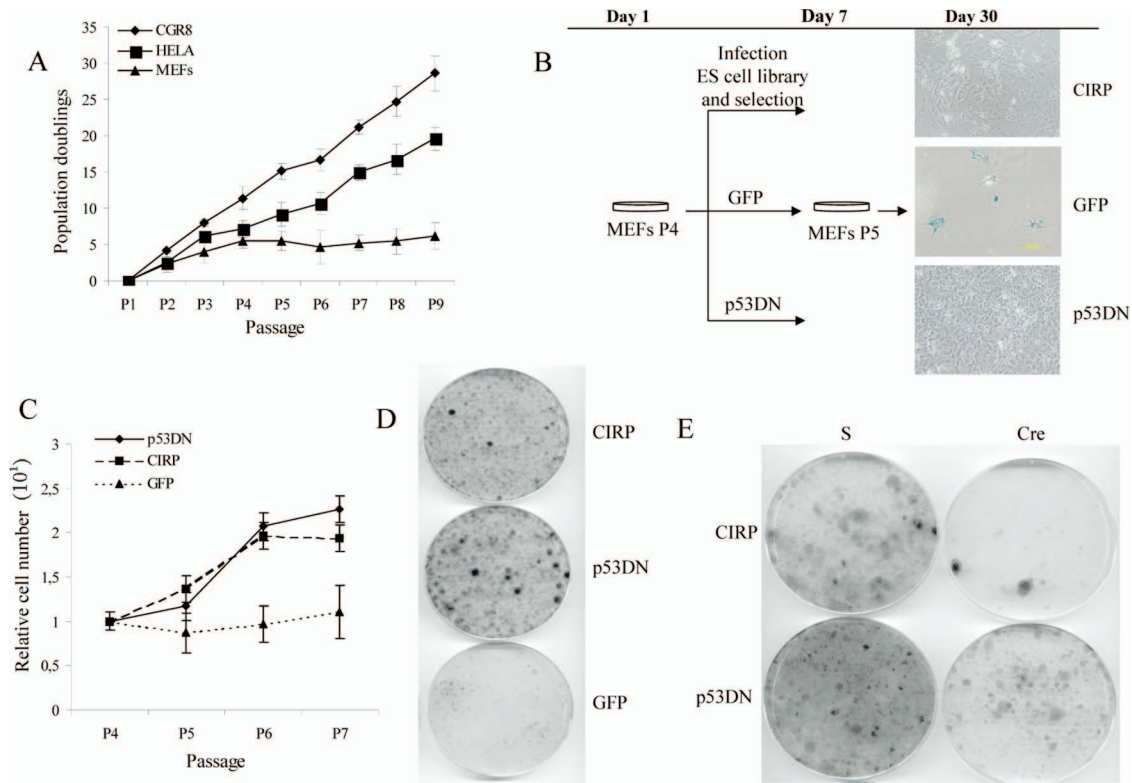 A
CGR8
HELA
MEFs
Population doublings
35
30
25
20
15
10
5
0
P1 P2 P3 P4 P5 P6 P7 P8 P9
Passage
B
Day 1 Day 7 Day 30
Infection
ES cell library
and selection
GFP
p53DN
MEFs P4
MEFs P5
CIRP
GFP
p53DN
C
p53DN
CIRP
GFP
Relative cell number (10¹)
3
2,5
2
1,5
1
0,5
0
P4 P5 P6 P7
Passage
D
CIRP
p53DN
GFP
E
S Cre
CIRP
p53DN